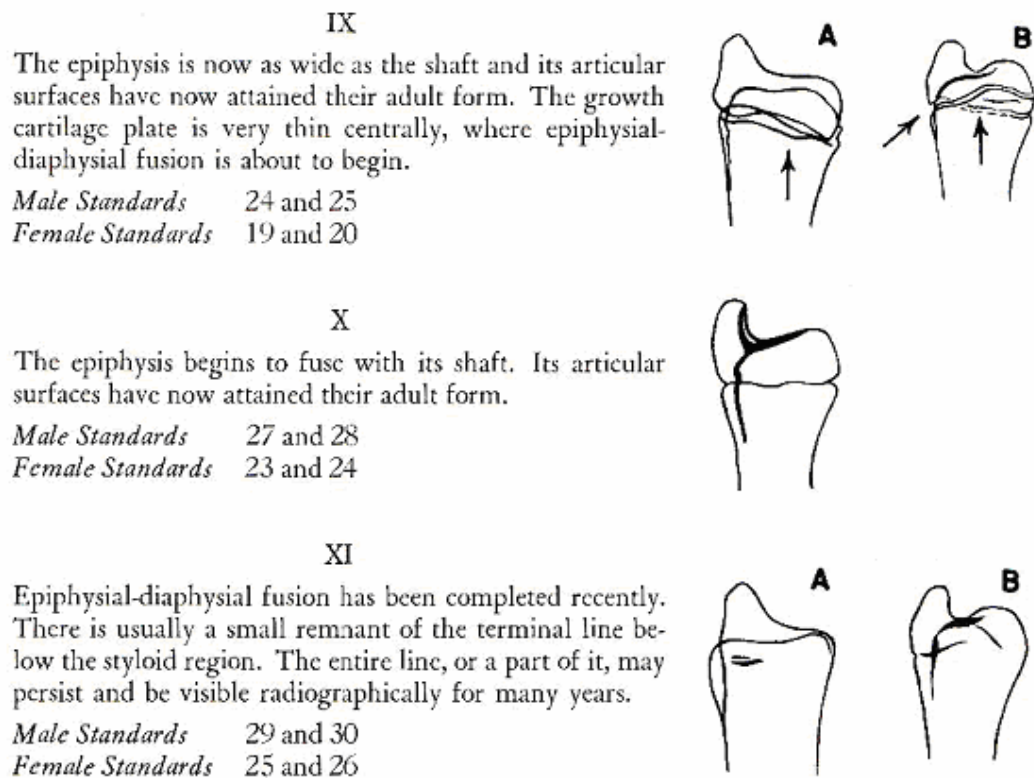 IX
The epiphysis is now as wide as the shaft and its articular
surfaces have now attained their adult form. The growth
cartilage plate is very thin centrally, where epiphysial-
diaphysial fusion is about to begin.
Male Standards 24 and 25
Female Standards 19 and 20
A B
X
The epiphysis begins to fuse with its shaft. Its articular
surfaces have now attained their adult form.
Male Standards 27 and 28
Female Standards 23 and 24
XI
Epiphysial-diaphysial fusion has been completed recently.
There is usually a small remnant of the terminal line be-
low the styloid region. The entire line, or a part of it, may
persist and be visible radiographically for many years.
Male Standards 29 and 30
Female Standards 25 and 26
A B